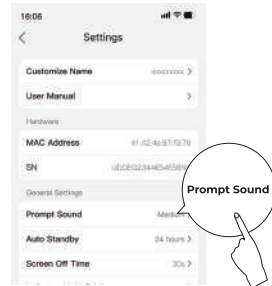 16:06
Settings
Customize Name
User Manual
Hardware
MAC Address
SN
General Settings
Prompt Sound Medium
Prompt Sound
Auto Standby 24 hours
Screen Off Time 30s